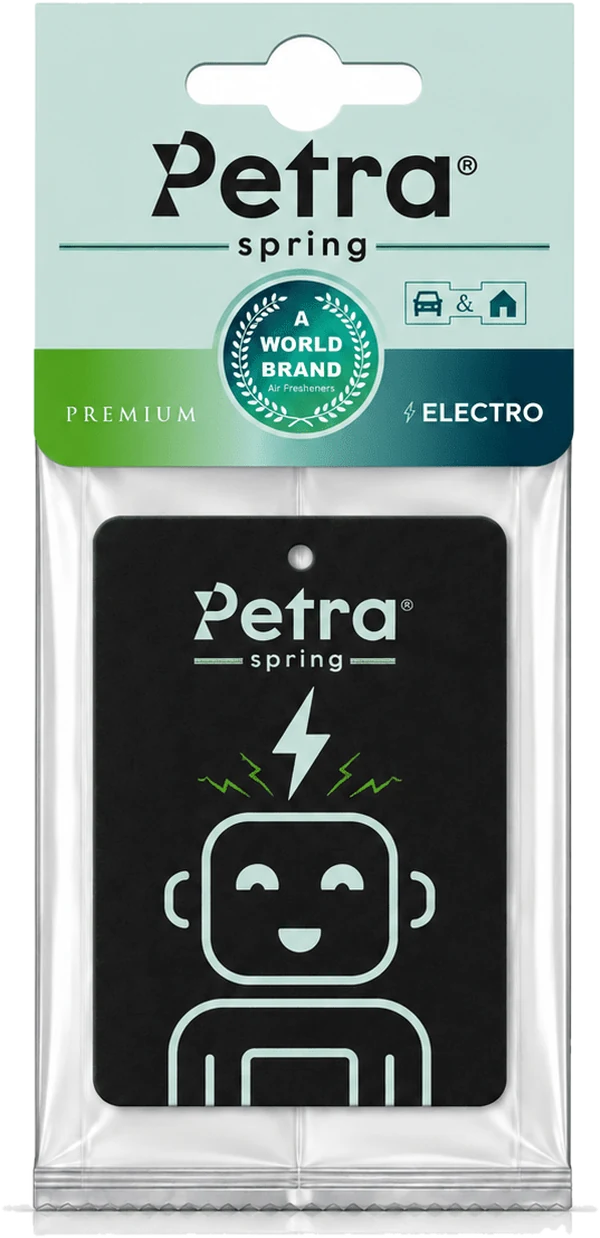 Petra®
spring
&
A
WORLD
BRAND
Air Fresheners
PREMIUM
ELECTRO
Petra®
spring